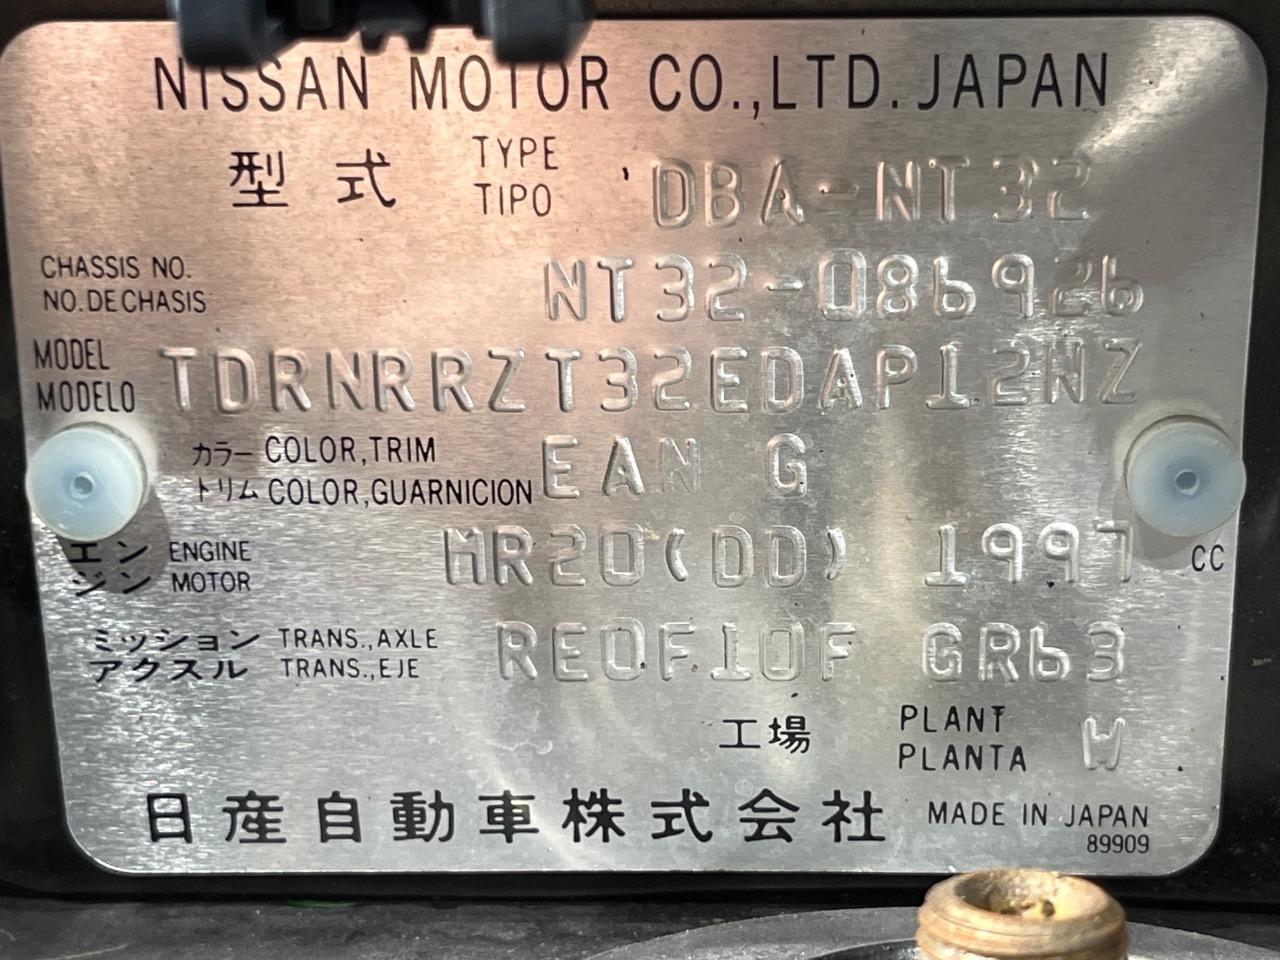 NISSAN MOTOR CO.,LTD. JAPAN
型式 TYPE TIPO DBA-NT32
CHASSIS NO.
NO. DE CHASIS NT32-086926
MODEL
MODELO TDRNRRZT32EDAP12NZ
カラー COLOR,TRIM
トリム COLOR,GUARNICION EAN G
エンジン ENGINE MOTOR MR20(DD) 1997 CC
ミッション TRANS.,AXLE
アクスル TRANS.,EJE RE0F10F GR63
工場 PLANT PLANTA W
日産自動車株式会社 MADE IN JAPAN
89909